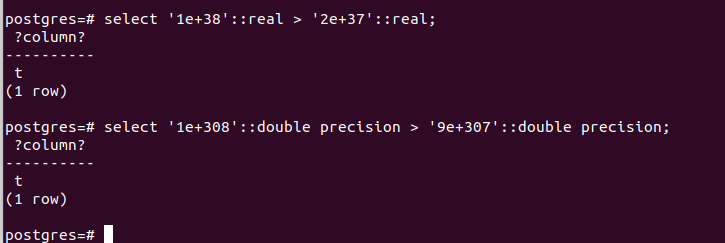 postgres=# select '1e+38'::real > '2e+37'::real;
?column?
----------
t
(1 row)
postgres=# select '1e+308'::double precision > '9e+307'::double precision;
?column?
----------
t
(1 row)
postgres=#